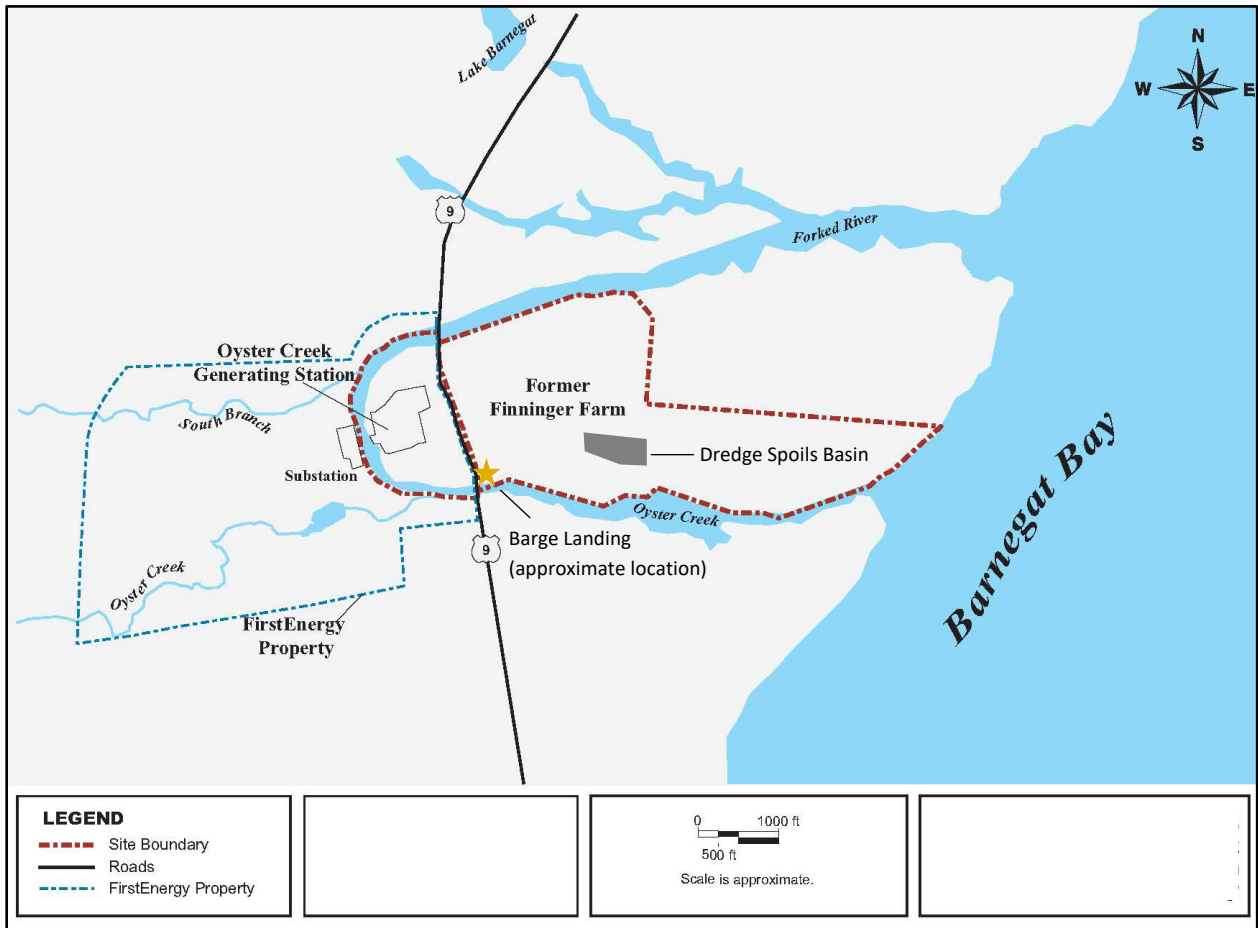 Lake Barnegat
N
W
E
S
9
Forked River
Oyster Creek
Generating Station
South Branch
Former
Finninger Farm
Dredge Spoils Basin
Substation
Oyster Creek
Barge Landing
(approximate location)
9
Oyster Creek
FirstEnergy
Property
Barnegat Bay
LEGEND
Site Boundary
Roads
FirstEnergy Property
0 1000 ft
500 ft
Scale is approximate.